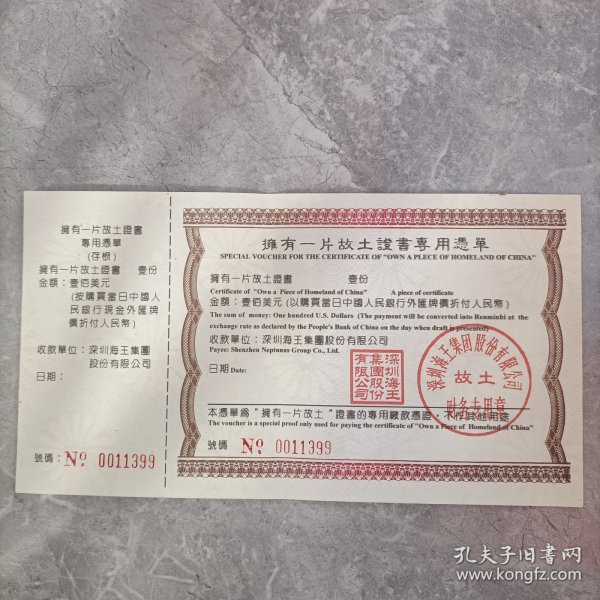 擁有一片故土證書
專用憑單
(存根)
擁有一片故土證書 壹份
金額：壹佰美元
(按購買當日中國人
民銀行現金外匯牌
價折付人民幣)
收款單位：深圳海王集團
股份有限公司
日期：
號碼：№ 0011399
擁有一片故土證書專用憑單
SPECIAL VOUCHER FOR THE CERTIFICATE OF "OWN A PLECE OF HOMELAND OF CHINA"
擁有一片故土證書 壹份
Certificate of "Own a Piece of Homeland of China" A piece of certificate
金額：壹佰美元 (以購買當日中國人民銀行外匯牌價折付人民幣)
The sum of money: One hundred U.S. Dollars (The payment will be converted into Renminbi at the
exchange rate as declared by the People's Bank of China on the day when draft is presented)
收款單位：深圳海王集團股份有限公司
Payee: Shenzhen Neptunus Group Co., Ltd.
日期 Date:
深圳海王
集團股份
有限公司
深圳海王集团股份有限公司
故土
财务专用章
本憑單為"擁有一片故土"證書的專用繳款憑證，不作其他用途
The voucher is a special proof only used for paying the certificate of "Own a Piece of Homeland of China"
號碼 № 0011399
孔夫子旧书网
www.kongfz.com